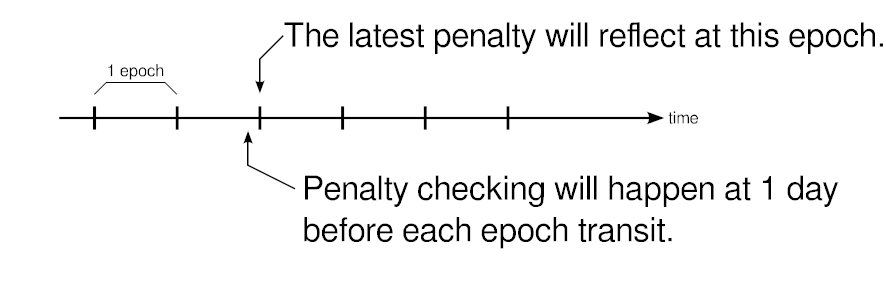 The latest penalty will reflect at this epoch.
1 epoch
time
Penalty checking will happen at 1 day
before each epoch transit.